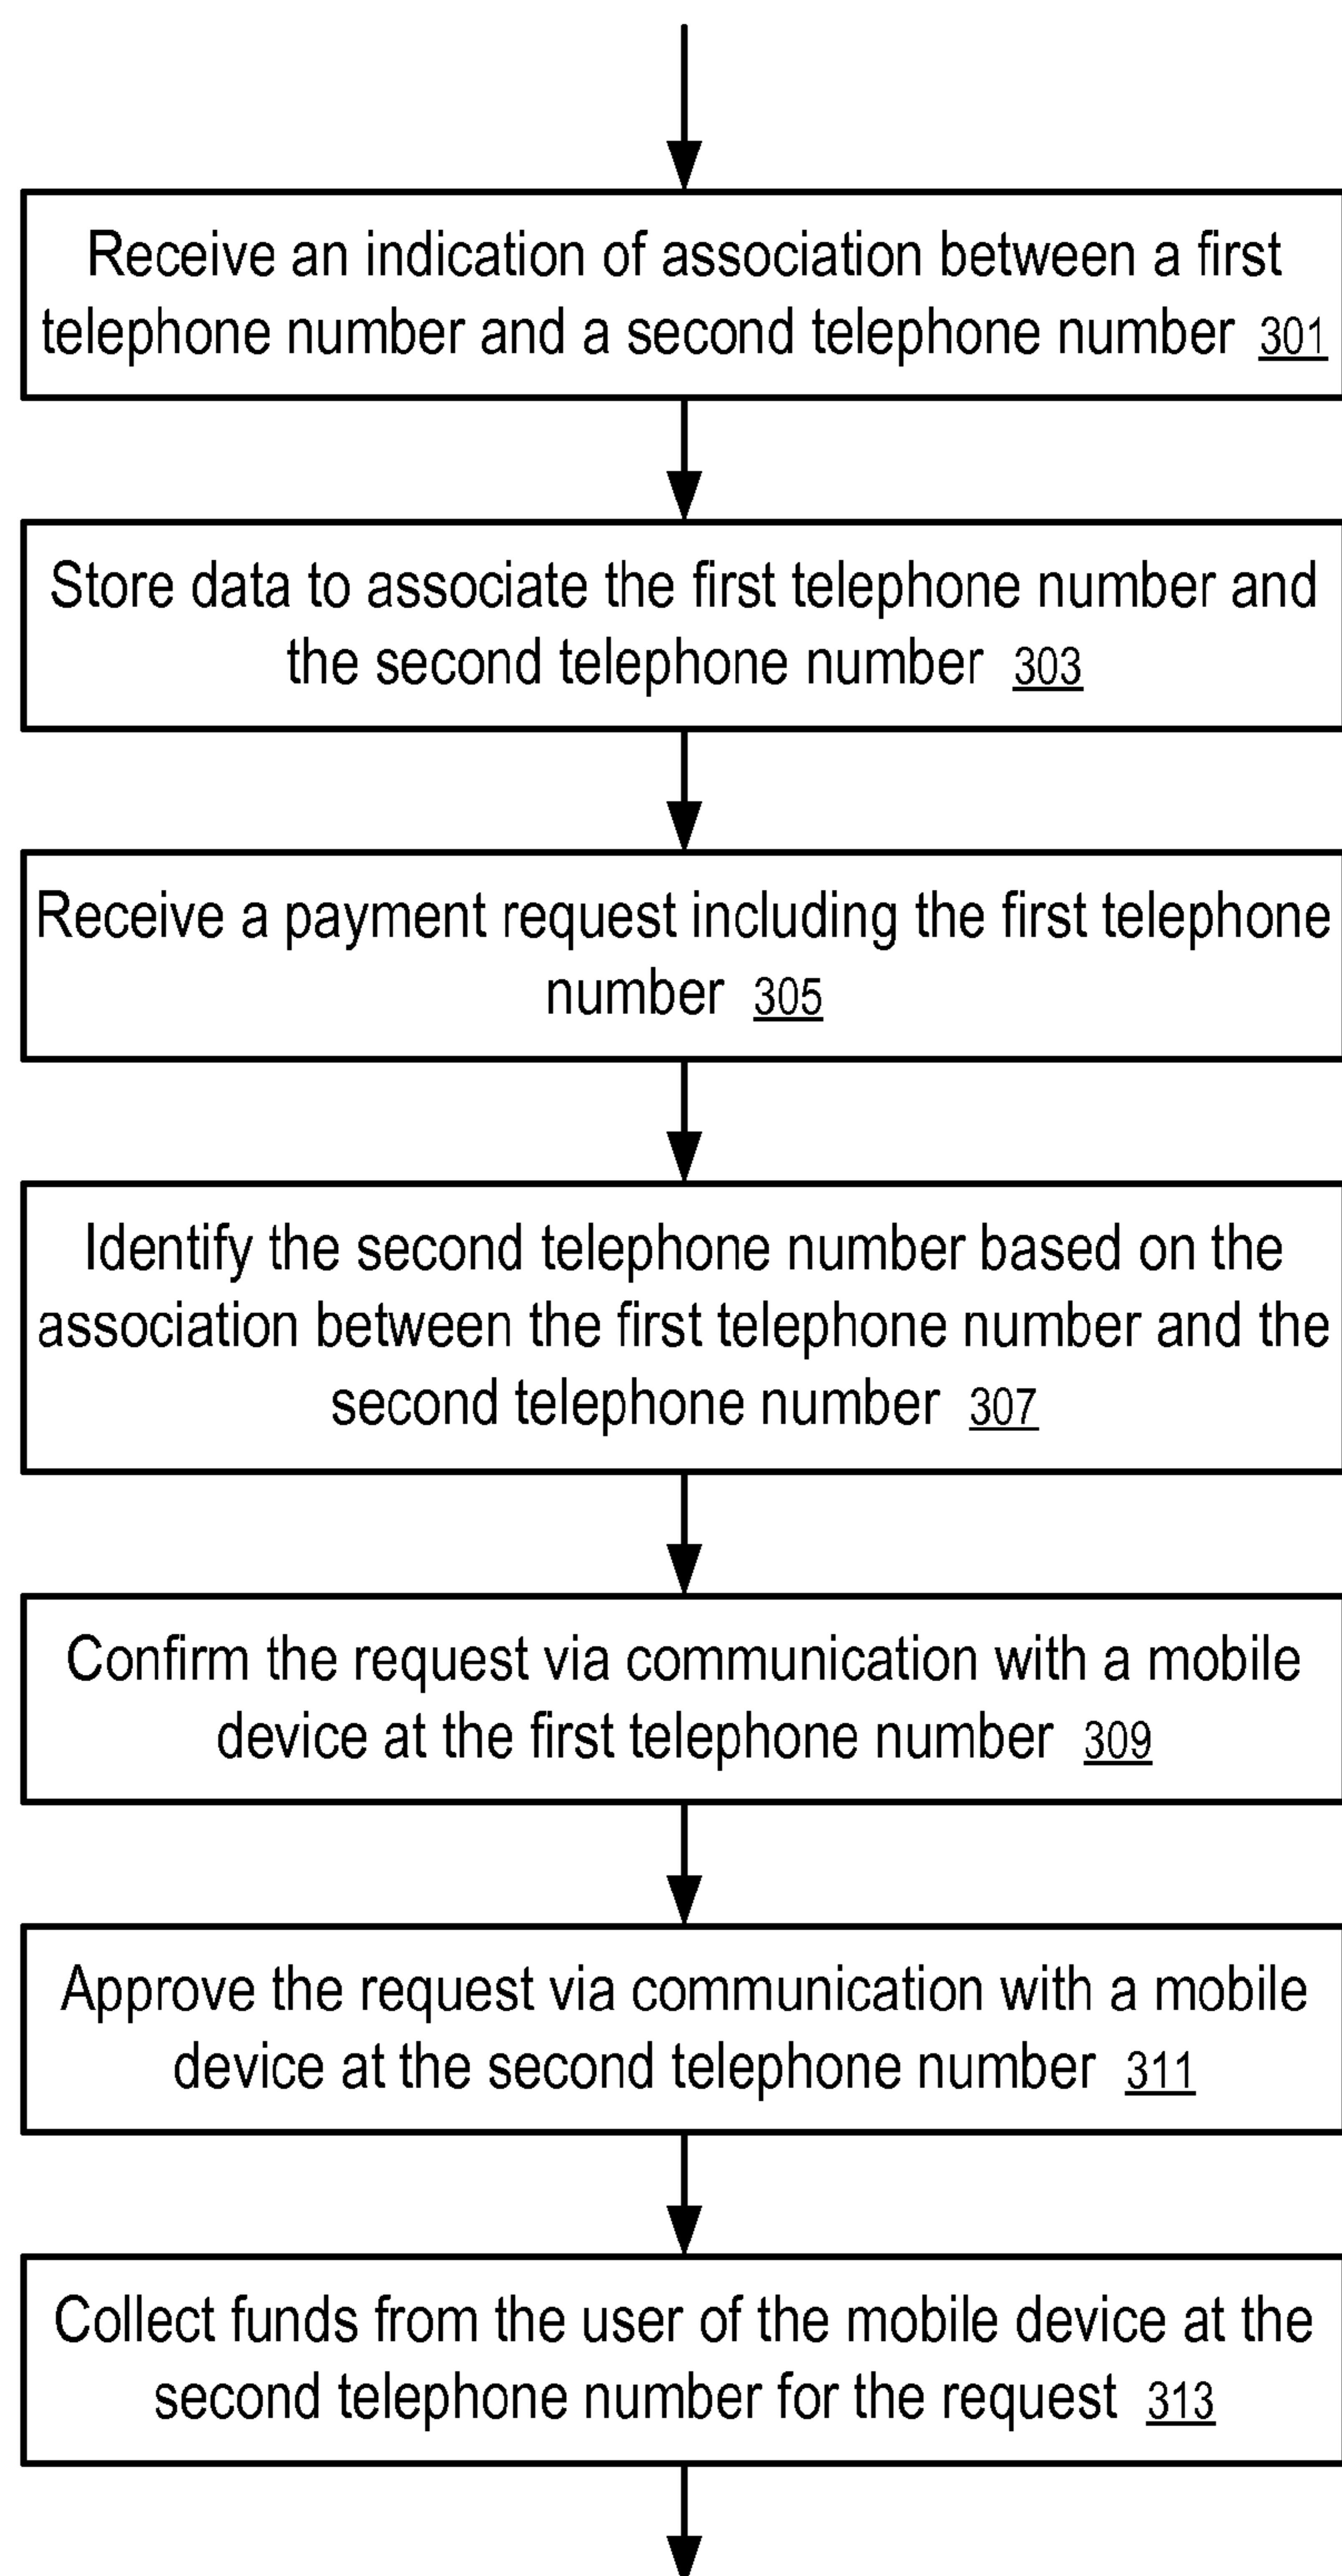 Receive an indication of association between a first
telephone number and a second telephone number 301
Store data to associate the first telephone number and
the second telephone number 303
Receive a payment request including the first telephone
number 305
Identify the second telephone number based on the
association between the first telephone number and the
second telephone number 307
Confirm the request via communication with a mobile
device at the first telephone number 309
Approve the request via communication with a mobile
device at the second telephone number 311
Collect funds from the user of the mobile device at the
second telephone number for the request 313